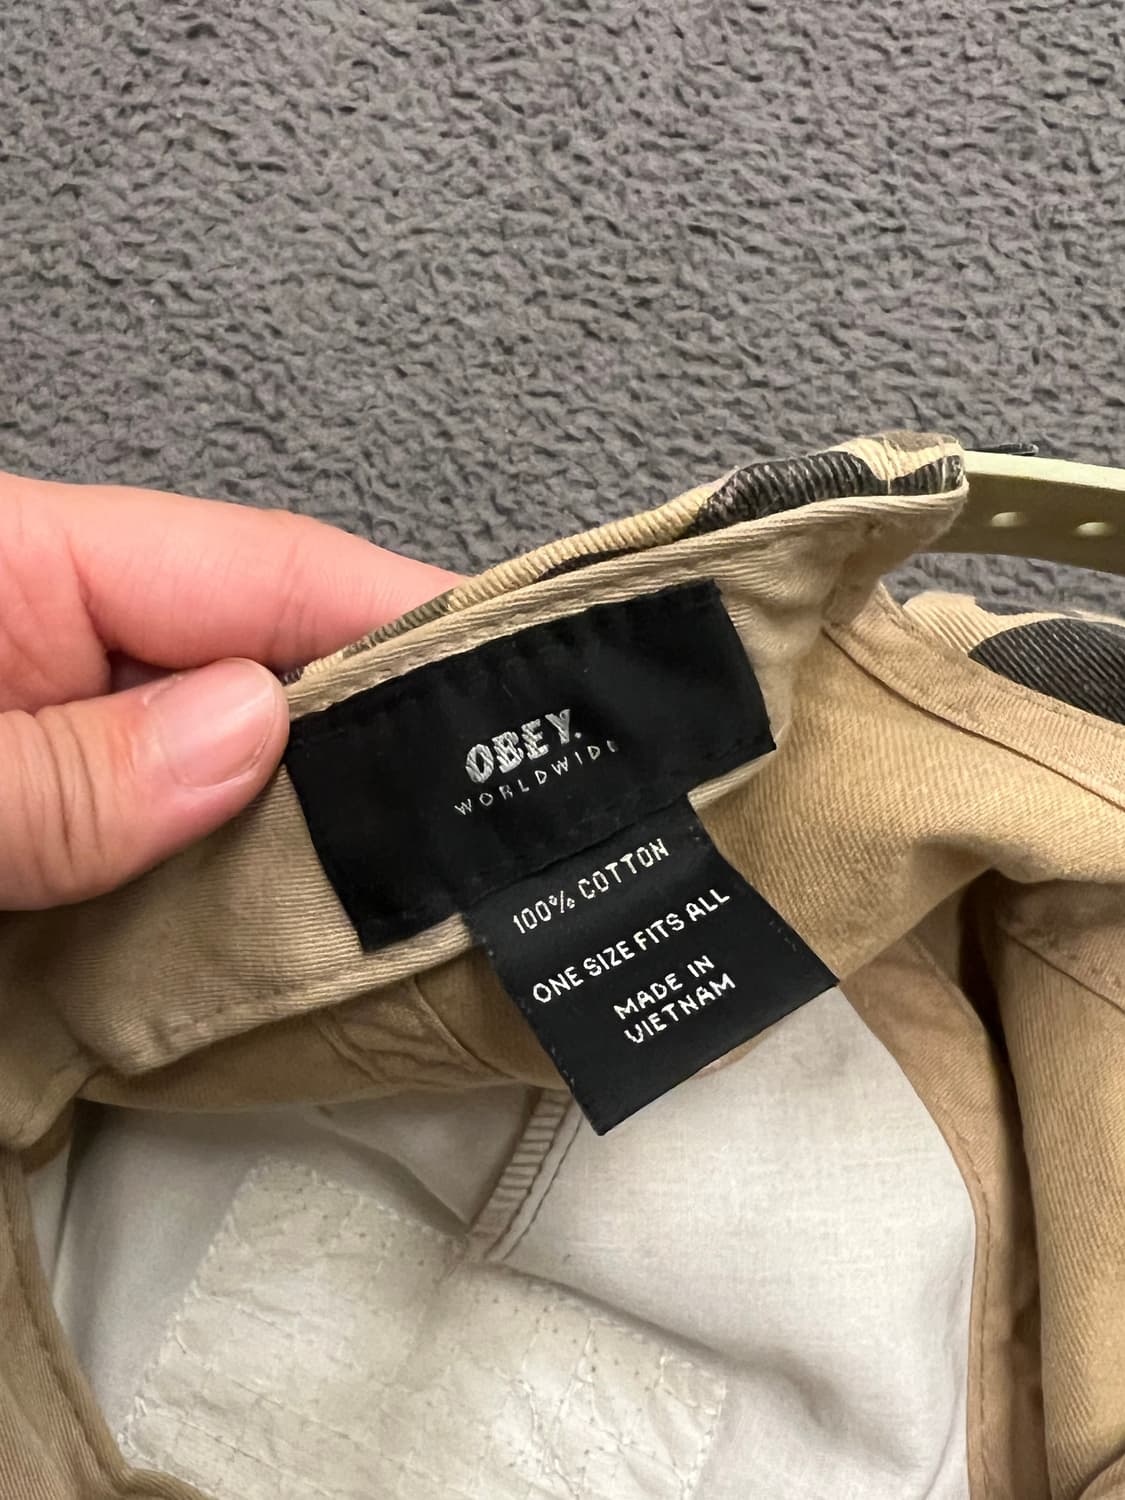 OBEY.
WORLDWIDE
100% COTTON
ONE SIZE FITS ALL
MADE IN
VIETNAM